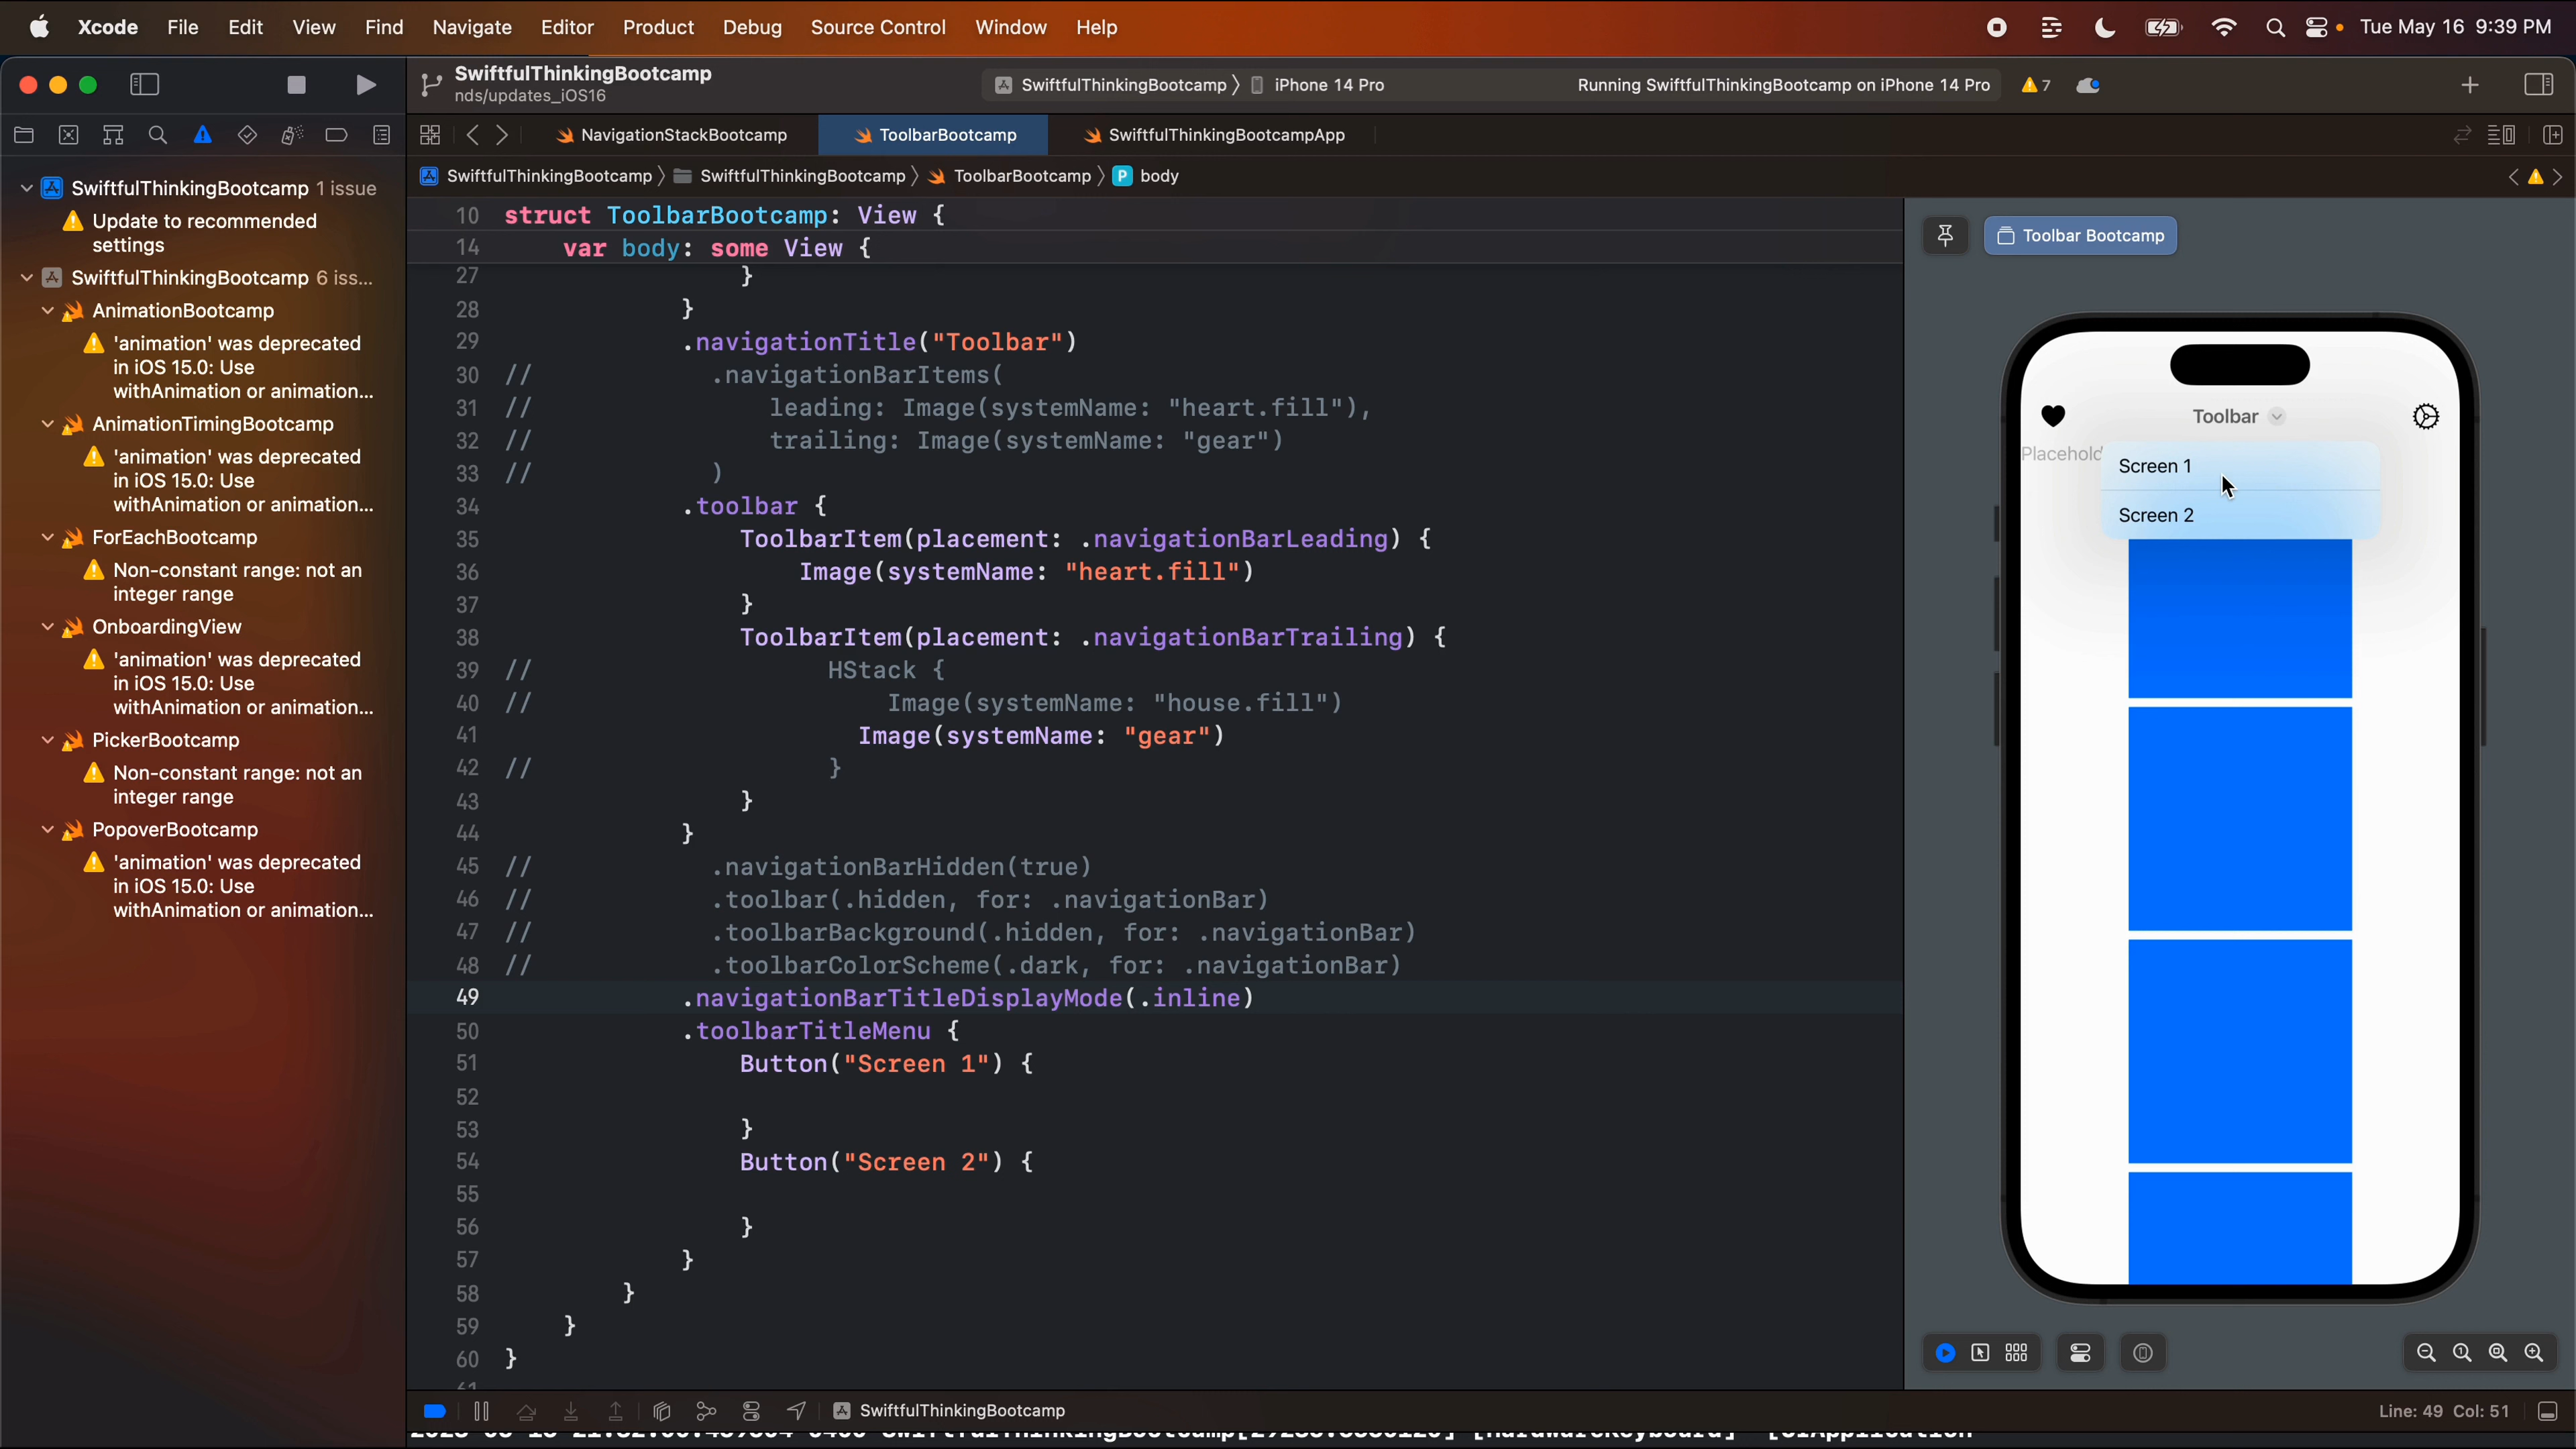 Xcode File Edit View Find Navigate Editor Product Debug Source Control Window Help Tue May 16 9:39 PM
SwiftfulThinkingBootcamp
nds/updates_iOS16
SwiftfulThinkingBootcamp iPhone 14 Pro Running SwiftfulThinkingBootcamp on iPhone 14 Pro 7
NavigationStackBootcamp ToolbarBootcamp SwiftfulThinkingBootcampApp
SwiftfulThinkingBootcamp SwiftfulThinkingBootcamp ToolbarBootcamp P body
SwiftfulThinkingBootcamp 1 issue
Update to recommended
settings
SwiftfulThinkingBootcamp 6 iss...
AnimationBootcamp
'animation' was deprecated
in iOS 15.0: Use
withAnimation or animation...
AnimationTimingBootcamp
'animation' was deprecated
in iOS 15.0: Use
withAnimation or animation...
ForEachBootcamp
Non-constant range: not an
integer range
OnboardingView
'animation' was deprecated
in iOS 15.0: Use
withAnimation or animation...
PickerBootcamp
Non-constant range: not an
integer range
PopoverBootcamp
'animation' was deprecated
in iOS 15.0: Use
withAnimation or animation...
10 struct ToolbarBootcamp: View {
14 var body: some View {
27 }
28 }
29 .navigationTitle("Toolbar")
30 // .navigationBarItems(
31 // leading: Image(systemName: "heart.fill"),
32 // trailing: Image(systemName: "gear")
33 // )
34 .toolbar {
35 ToolbarItem(placement: .navigationBarLeading) {
36 Image(systemName: "heart.fill")
37 }
38 ToolbarItem(placement: .navigationBarTrailing) {
39 // HStack {
40 // Image(systemName: "house.fill")
41 Image(systemName: "gear")
42 // }
43 }
44 }
45 // .navigationBarHidden(true)
46 // .toolbar(.hidden, for: .navigationBar)
47 // .toolbarBackground(.hidden, for: .navigationBar)
48 // .toolbarColorScheme(.dark, for: .navigationBar)
49 .navigationBarTitleDisplayMode(.inline)
50 .toolbarTitleMenu {
51 Button("Screen 1") {
52
53 }
54 Button("Screen 2") {
55
56 }
57 }
58 }
59 }
60 }
Toolbar Bootcamp
Toolbar
Placehold
Screen 1
Screen 2
SwiftfulThinkingBootcamp
Line: 49 Col: 51